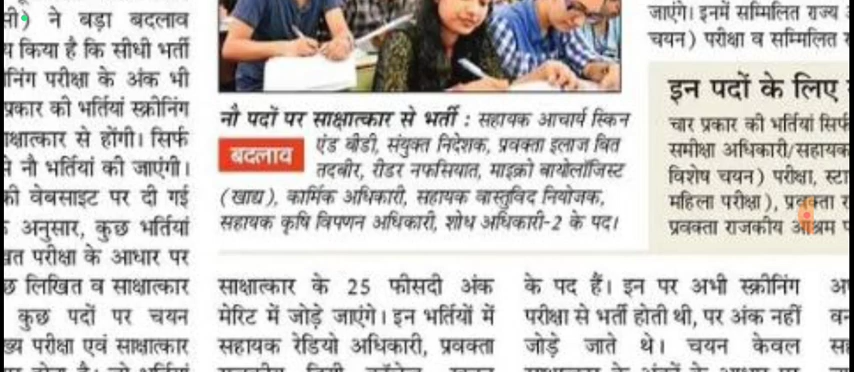 ने बड़ा बदलाव
किया है कि सीधी भर्ती
परीक्षा के अंक भी
प्रकार की भर्तियां स्क्रीनिंग
से होंगी। सिर्फ
नौ भर्तियां की जाएंगी।
की वेबसाइट पर दी गई
अनुसार, कुछ भर्तियां
परीक्षा के आधार पर
लिखित व साक्षात्कार
कुछ पदों पर चयन
परीक्षा एवं साक्षात्कार
नौ पदों पर साक्षात्कार से भर्ती : सहायक आचार्य स्किन
बदलाव
एंड बीडी, संयुक्त निदेशक, प्रवक्ता इलाज बित
तदबीर, रीडर नफसियात, माइक्रो बायोलॉजिस्ट
(खाद्य), कार्मिक अधिकारी, सहायक वास्तुविद नियोजक,
सहायक कृषि विपणन अधिकारी, शोध अधिकारी-2 के पद।
साक्षात्कार के 25 फीसदी अंक
मेरिट में जोड़े जाएंगे। इन भर्तियों में
सहायक रेडियो अधिकारी, प्रवक्ता
के पद हैं। इन पर अभी स्क्रीनिंग
परीक्षा से भर्ती होती थी, पर अंक नहीं
जोड़े जाते थे। चयन केवल
जाएंगे। इनमें सम्मिलित राज्य
चयन) परीक्षा व सम्मिलित
इन पदों के लिए
चार प्रकार की भर्तियां सिर्फ
समीक्षा अधिकारी/सहायक
विशेष चयन) परीक्षा,
महिला परीक्षा), प्रवक्ता
प्रवक्ता राजकीय आश्रम